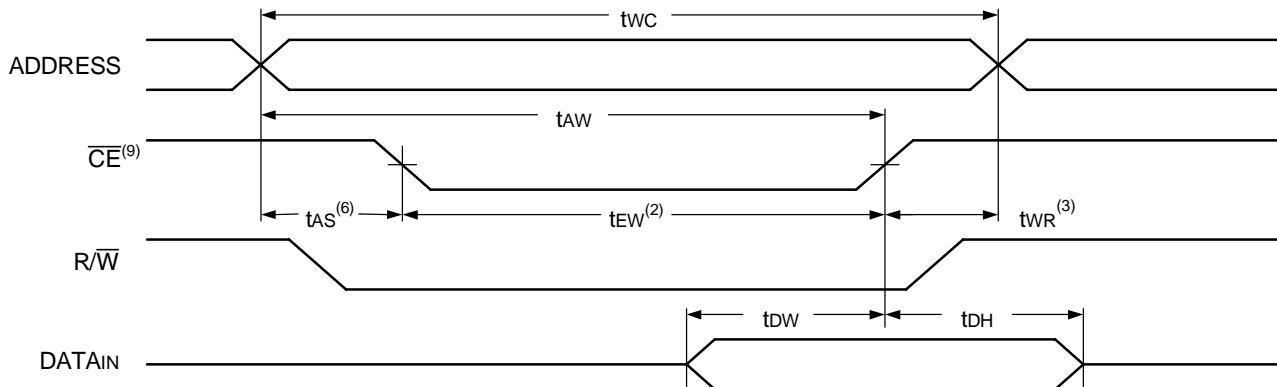 tWC
ADDRESS
tAW
CE(9)
tAS(6)
tEW(2)
tWR(3)
R/W
tDW
tDH
DATAIN